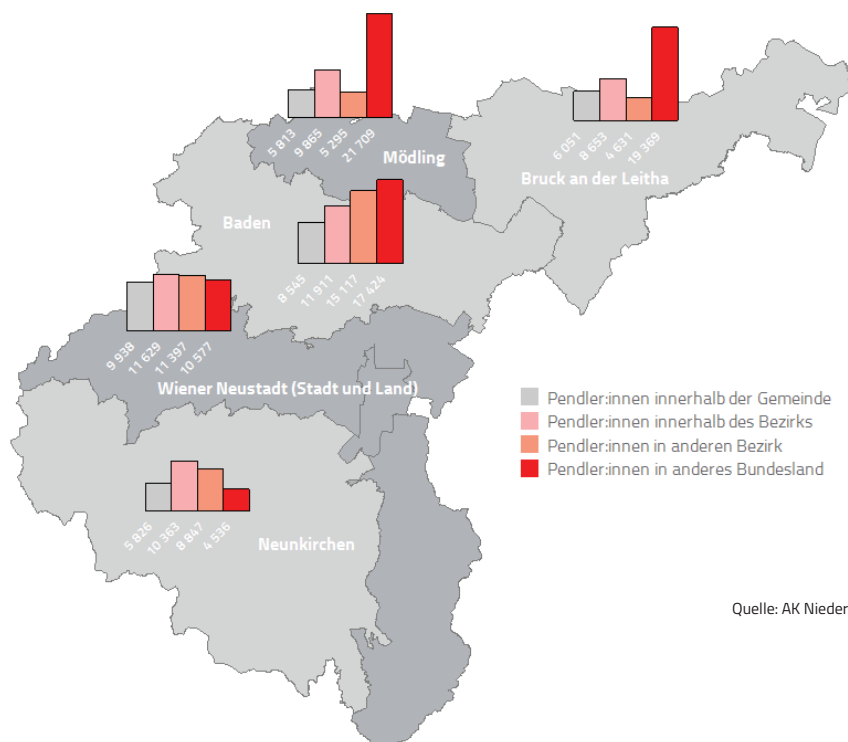 5 813
9 865
5 295
21 709
Mödling
6 051
8 653
4 631
19 369
Bruck an der Leitha
Baden
8 545
11 911
15 117
17 424
9 938
11 629
11 397
10 577
Wiener Neustadt (Stadt und Land)
Pendler:innen innerhalb der Gemeinde
Pendler:innen innerhalb des Bezirks
Pendler:innen in anderen Bezirk
Pendler:innen in anderes Bundesland
5 826
10 363
8 847
4 536
Neunkirchen
Quelle: AK Nieder